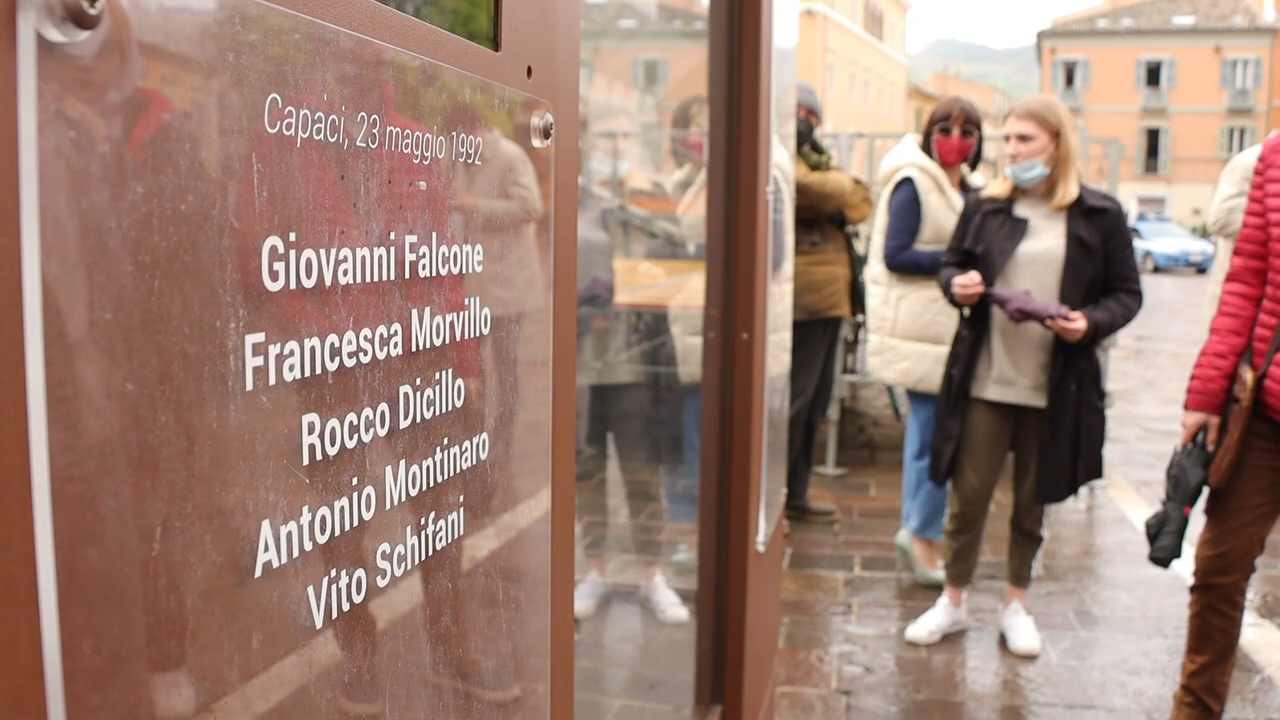 Capaci, 23 maggio 1992
Giovanni Falcone
Francesca Morvillo
Rocco Dicillo
Antonio Montinaro
Vito Schifani